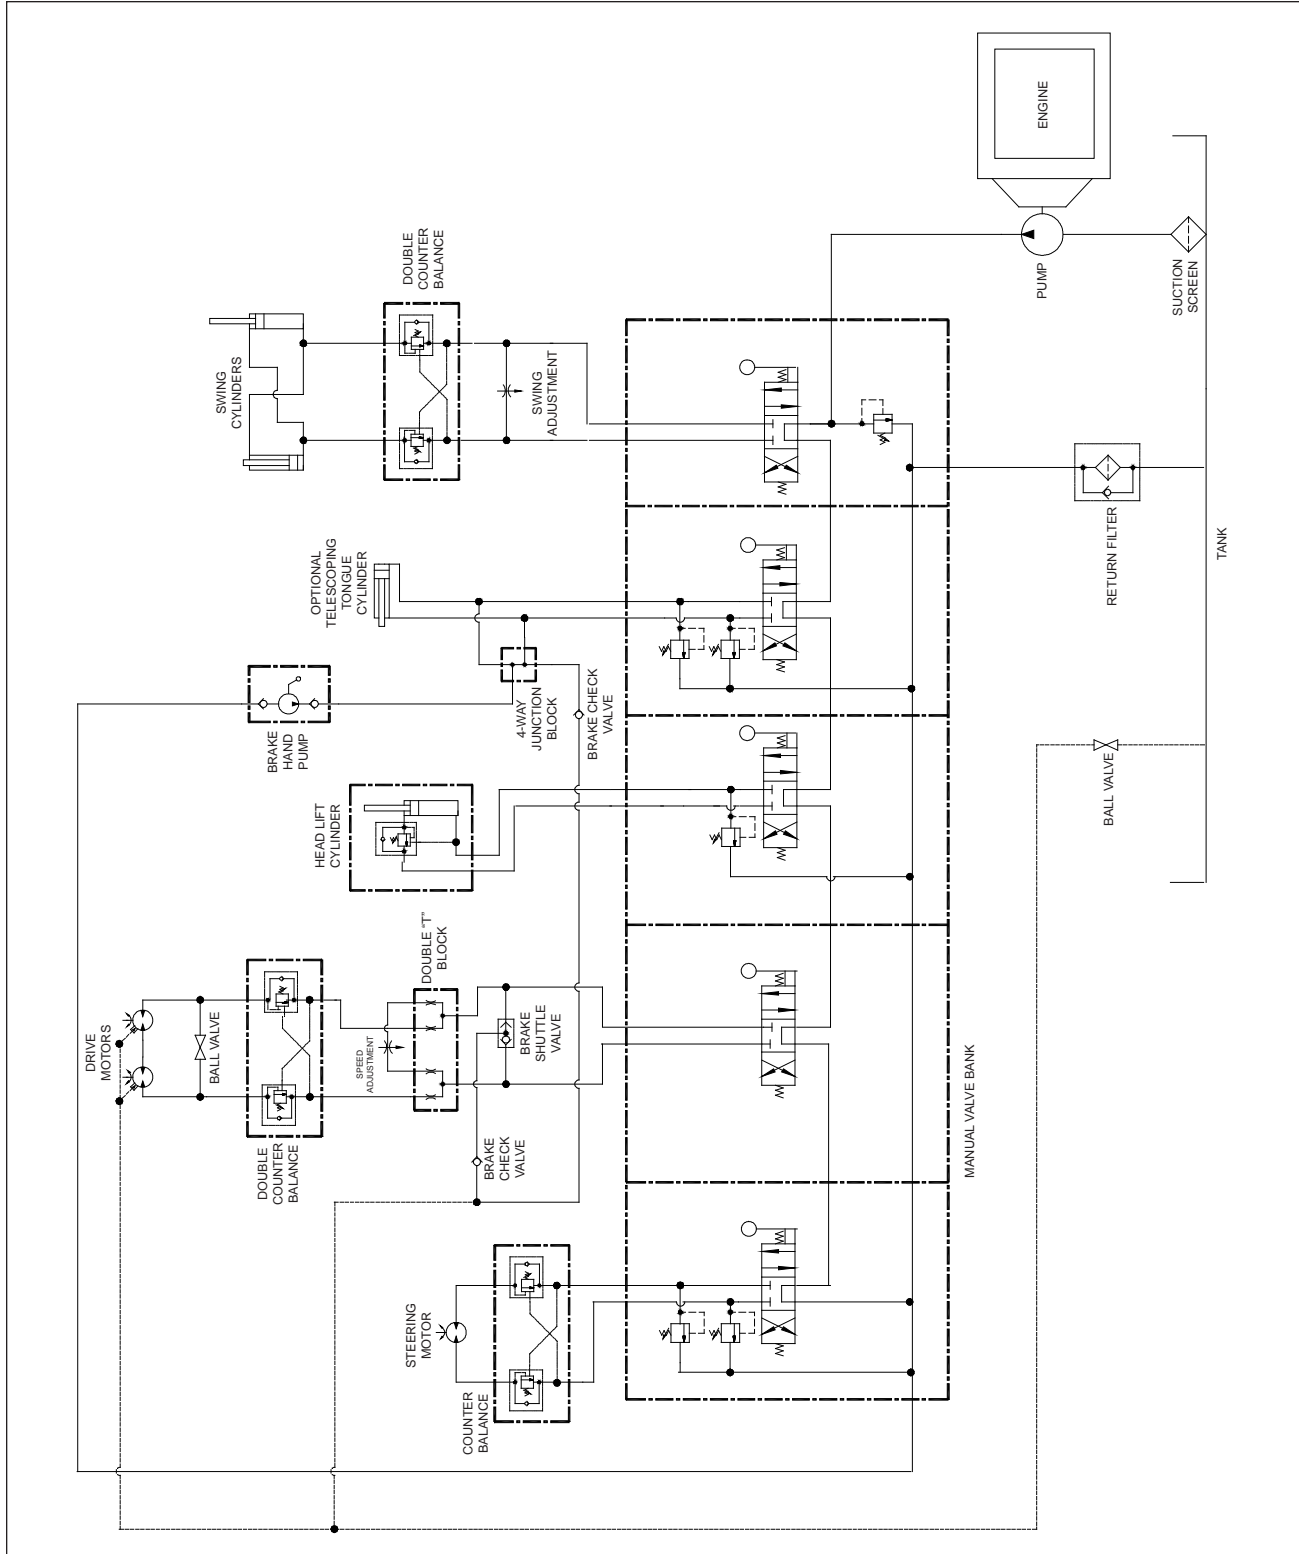 ENGINE
PUMP
SUCTION
SCREEN
TANK
RETURN FILTER
BALL VALVE
DOUBLE
COUNTER
BALANCE
SWING
CYLINDERS
SWING
ADJUSTMENT
OPTIONAL
TELESCOPING
TONGUE
CYLINDER
4-WAY
JUNCTION
BLOCK
BRAKE CHECK
VALVE
BRAKE
HAND
PUMP
HEAD LIFT
CYLINDER
DOUBLE "T"
BLOCK
SPEED
ADJUSTMENT
BRAKE
SHUTTLE
VALVE
DRIVE
MOTORS
BALL VALVE
DOUBLE
COUNTER
BALANCE
BRAKE
CHECK
VALVE
STEERING
MOTOR
COUNTER
BALANCE
MANUAL VALVE BANK